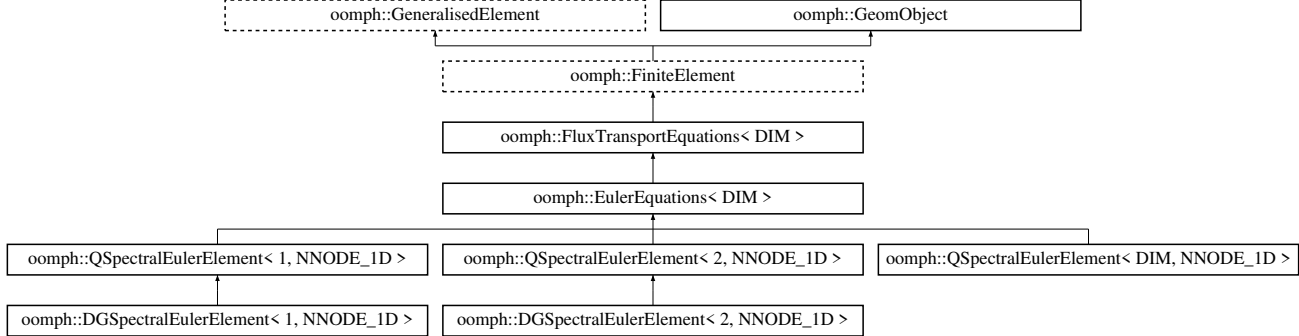 oomph::GeneralisedElement
oomph::GeomObject
oomph::FiniteElement
oomph::FluxTransportEquations< DIM >
oomph::EulerEquations< DIM >
oomph::QSpectralEulerElement< 1, NNODE_1D >
oomph::QSpectralEulerElement< 2, NNODE_1D >
oomph::QSpectralEulerElement< DIM, NNODE_1D >
oomph::DGSpectralEulerElement< 1, NNODE_1D >
oomph::DGSpectralEulerElement< 2, NNODE_1D >